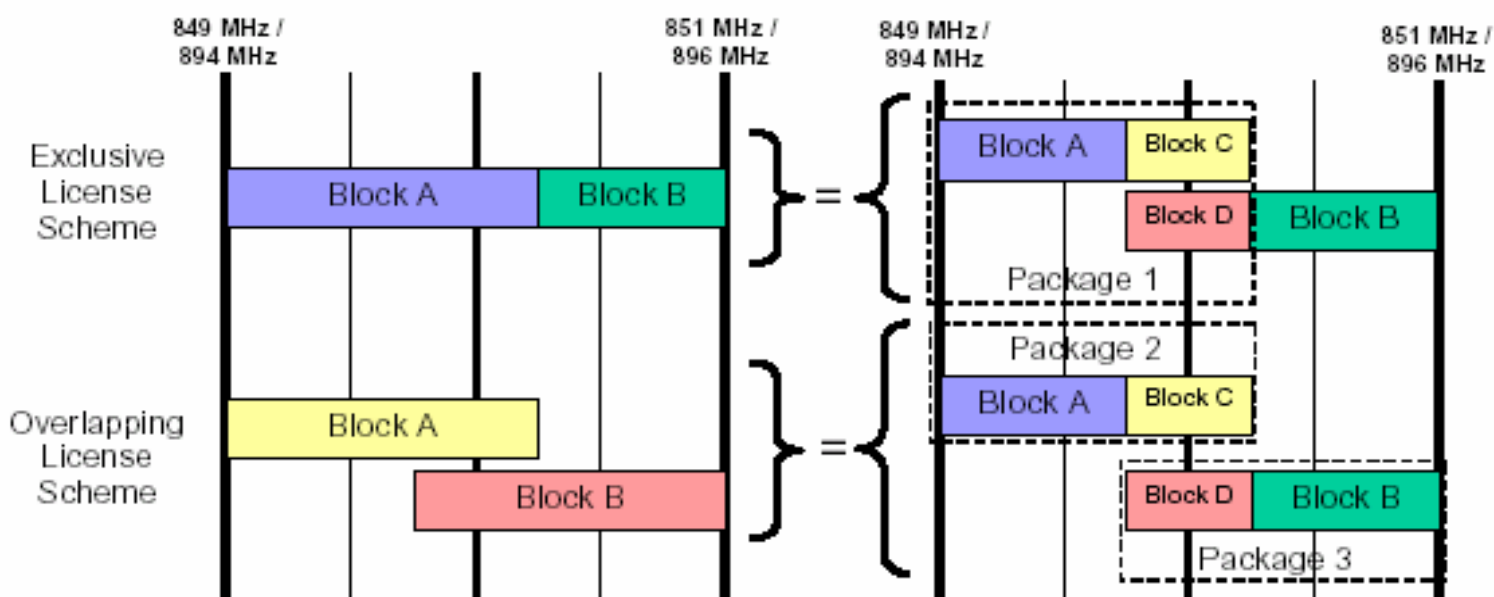 849 MHz /
894 MHz
851 MHz /
896 MHz
849 MHz /
894 MHz
851 MHz /
896 MHz
Exclusive
License
Scheme
Block A
Block B
=
Block A
Block C
Block D
Block B
Package 1
Overlapping
License
Scheme
Block A
Block B
=
Package 2
Block A
Block C
Block D
Block B
Package 3